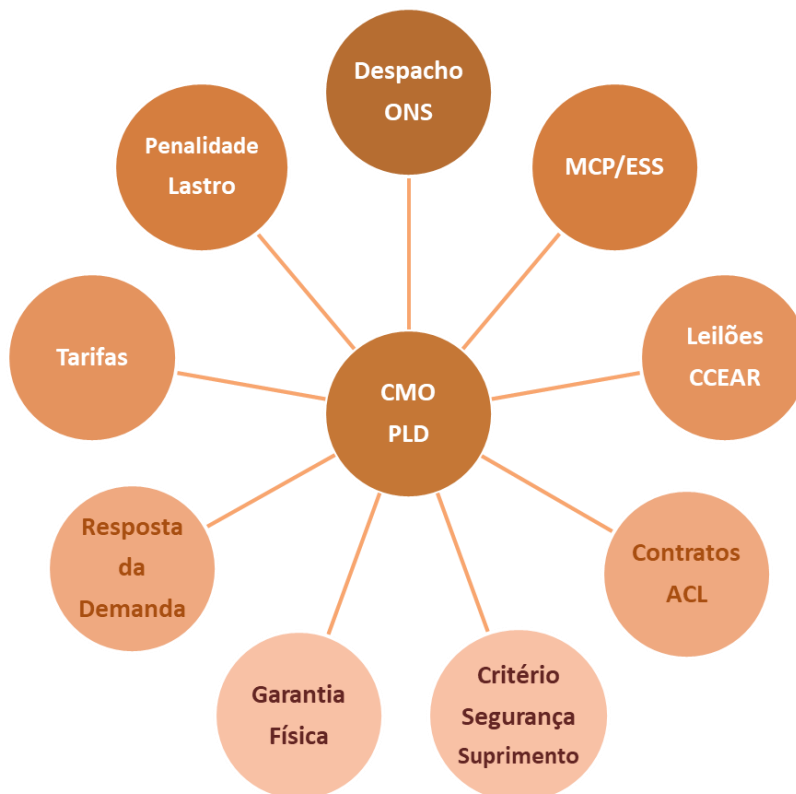 Despacho
ONS
Penalidade
Lastro
MCP/ESS
Tarifas
Leilões
CCEAR
CMO
PLD
Resposta
da
Demanda
Contratos
ACL
Garantia
Física
Critério
Segurança
Suprimento